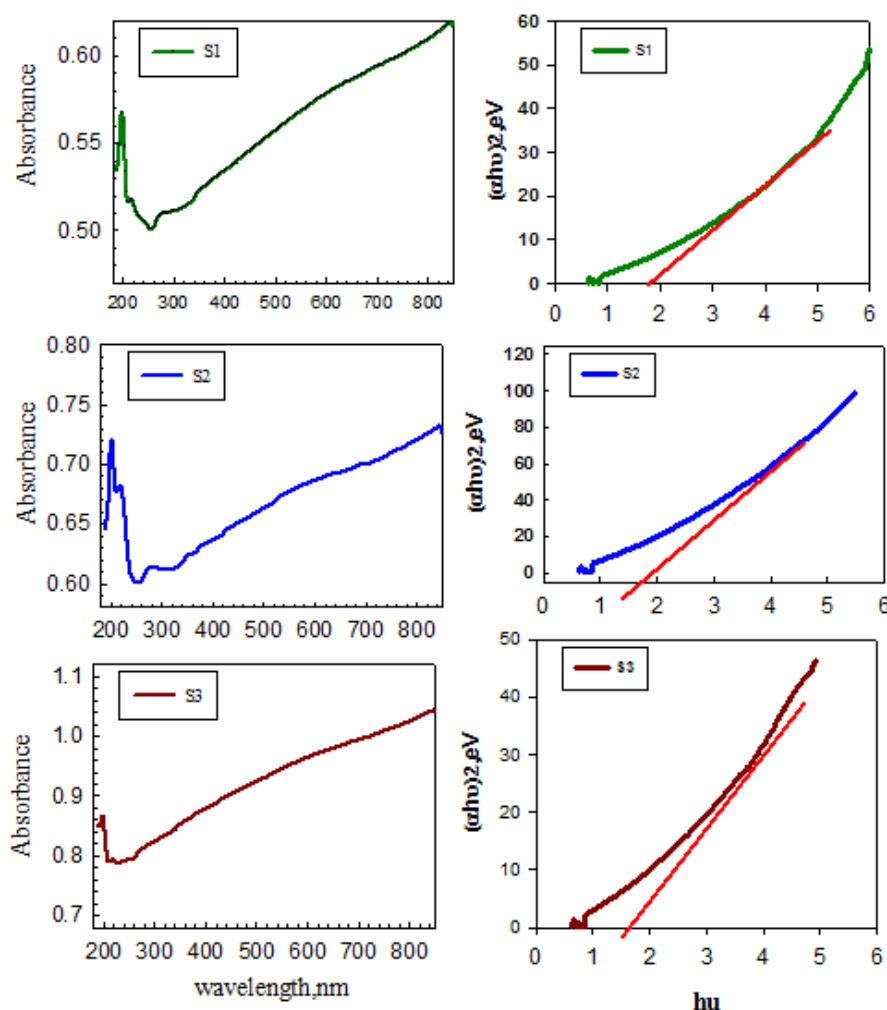 S1
Absorbance
0.60
0.55
0.50
200 300 400 500 600 700 800
S1
(αhυ)2,eV
60
50
40
30
20
10
0
0 1 2 3 4 5 6
S2
Absorbance
0.80
0.75
0.70
0.65
0.60
200 300 400 500 600 700 800
S2
(αhυ)2,eV
120
100
80
60
40
20
0
0 1 2 3 4 5 6
S3
Absorbance
1.1
1.0
0.9
0.8
0.7
200 300 400 500 600 700 800
wavelength,nm
S3
(αhυ)2,eV
50
40
30
20
10
0
0 1 2 3 4 5 6
hυ